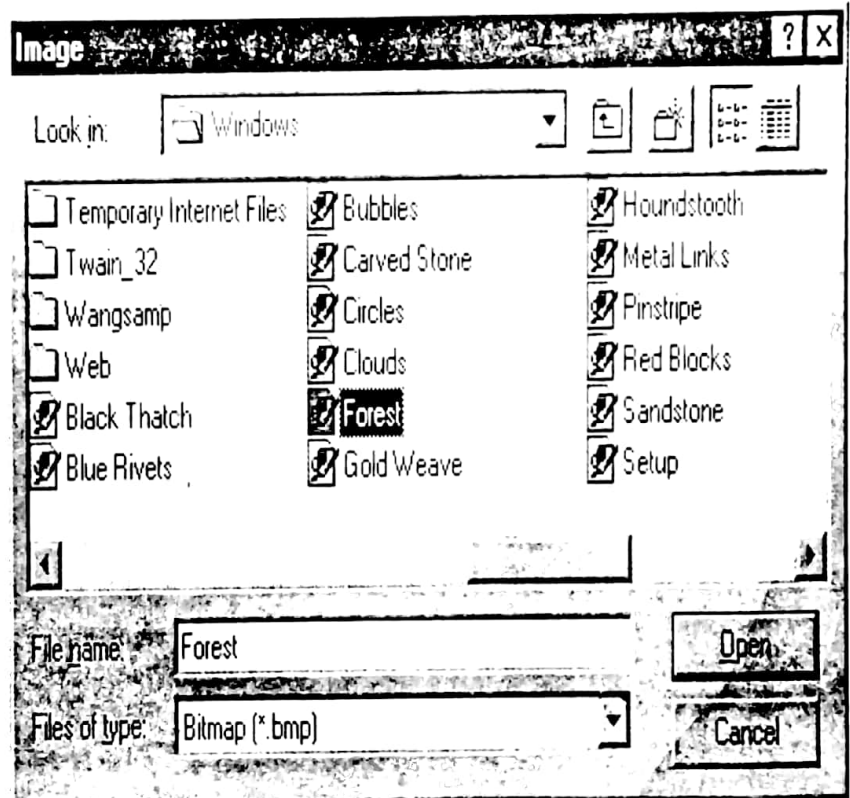 Image
Look in: Windows
Temporary Internet Files
Twain_32
Wangsamp
Web
Black Thatch
Blue Rivets
Bubbles
Carved Stone
Circles
Clouds
Forest
Gold Weave
Houndstooth
Metal Links
Pinstripe
Red Blocks
Sandstone
Setup
File name: Forest
Open
Files of type: Bitmap (*.bmp)
Cancel